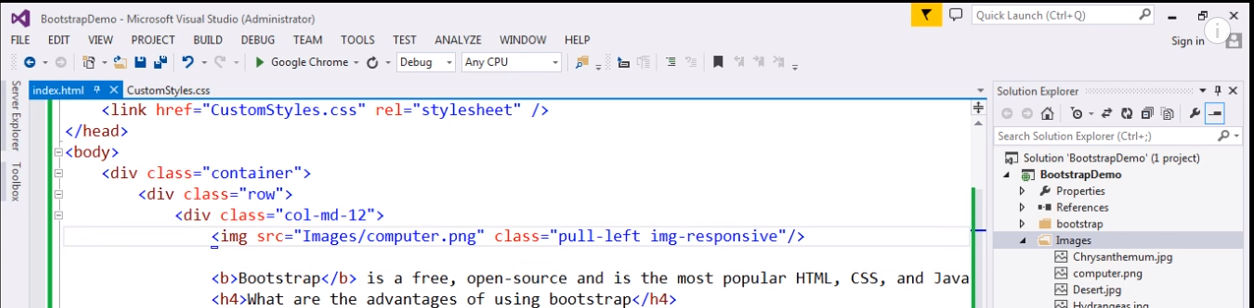 BootstrapDemo - Microsoft Visual Studio (Administrator)
Quick Launch (Ctrl+Q)
FILE EDIT VIEW PROJECT BUILD DEBUG TEAM TOOLS TEST ANALYZE WINDOW HELP
Sign in
Google Chrome Debug Any CPU
Server Explorer
Toolbox
index.html CustomStyles.css
<link href="CustomStyles.css" rel="stylesheet" />
</head>
<body>
<div class="container">
<div class="row">
<div class="col-md-12">
<img src="Images/computer.png" class="pull-left img-responsive"/>
<b>Bootstrap</b> is a free, open-source and is the most popular HTML, CSS, and Java
<h4>What are the advantages of using bootstrap</h4>
Solution Explorer
Search Solution Explorer (Ctrl+;)
Solution 'BootstrapDemo' (1 project)
BootstrapDemo
Properties
References
bootstrap
Images
Chrysanthemum.jpg
computer.png
Desert.jpg
Hydrangeas.jpg